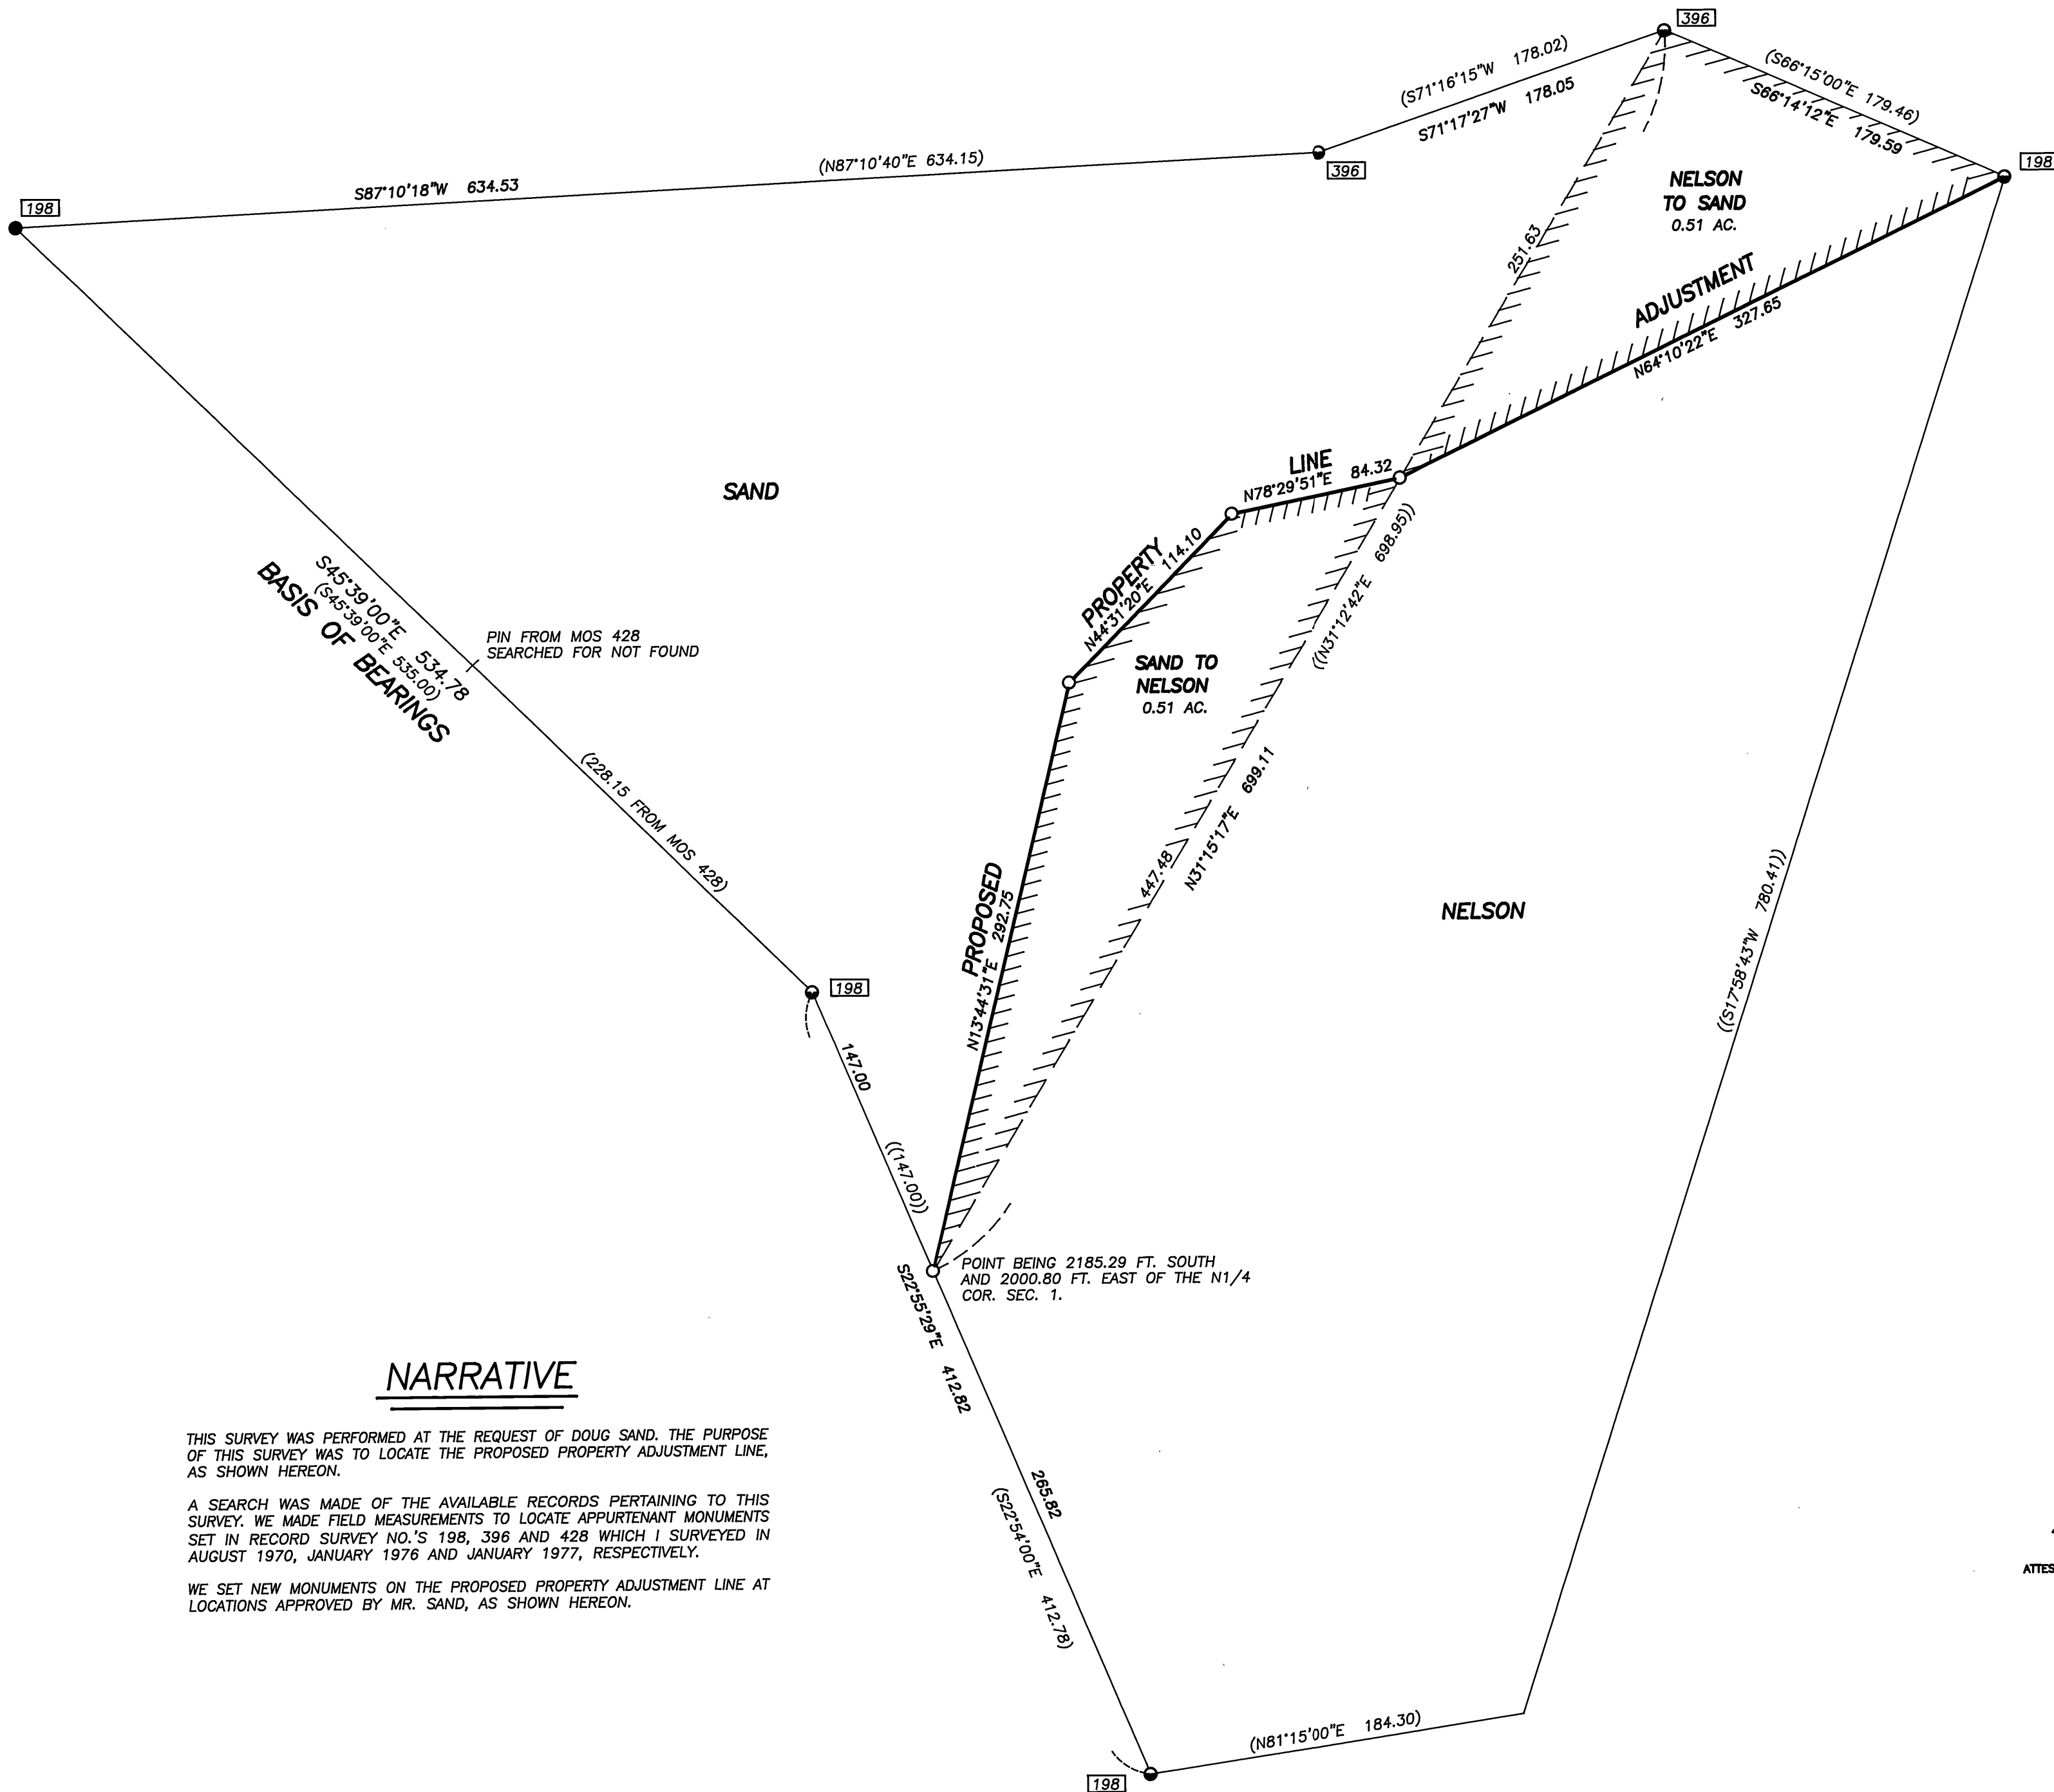 396
(S66°15'00"E 179.46)
S66°14'12"E 179.59
198
(S71°16'15"W 178.02)
S71°17'27"W 178.05
396
(N87°10'40"E 634.15)
S87°10'18"W 634.53
198
NELSON
TO SAND
0.51 AC.
251.63
ADJUSTMENT
N64°10'22"E 327.65
LINE
N78°29'51"E 84.32
SAND
PROPERTY
N44°31'20"E 114.10
((N31°12'42"E 698.95))
S45°39'00"E 534.78
(S45°39'00"E 535.00)
BASIS OF BEARINGS
PIN FROM MOS 428
SEARCHED FOR NOT FOUND
SAND TO
NELSON
0.51 AC.
(228.15 FROM MOS 428)
447.48
N31°15'17"E 699.11
PROPOSED
N13°44'31"E 292.75
NELSON
((S17°58'43"W 780.41))
198
147.00
((147.00))
POINT BEING 2185.29 FT. SOUTH
AND 2000.80 FT. EAST OF THE N1/4
COR. SEC. 1.
S22°55'29"E 412.82
265.82
(S22°54'00"E 412.78)
(N81°15'00"E 184.30)
198
NARRATIVE
THIS SURVEY WAS PERFORMED AT THE REQUEST OF DOUG SAND. THE PURPOSE
OF THIS SURVEY WAS TO LOCATE THE PROPOSED PROPERTY ADJUSTMENT LINE,
AS SHOWN HEREON.
A SEARCH WAS MADE OF THE AVAILABLE RECORDS PERTAINING TO THIS
SURVEY. WE MADE FIELD MEASUREMENTS TO LOCATE APPURTENANT MONUMENTS
SET IN RECORD SURVEY NO.'S 198, 396 AND 428 WHICH I SURVEYED IN
AUGUST 1970, JANUARY 1976 AND JANUARY 1977, RESPECTIVELY.
WE SET NEW MONUMENTS ON THE PROPOSED PROPERTY ADJUSTMENT LINE AT
LOCATIONS APPROVED BY MR. SAND, AS SHOWN HEREON.
ATTES